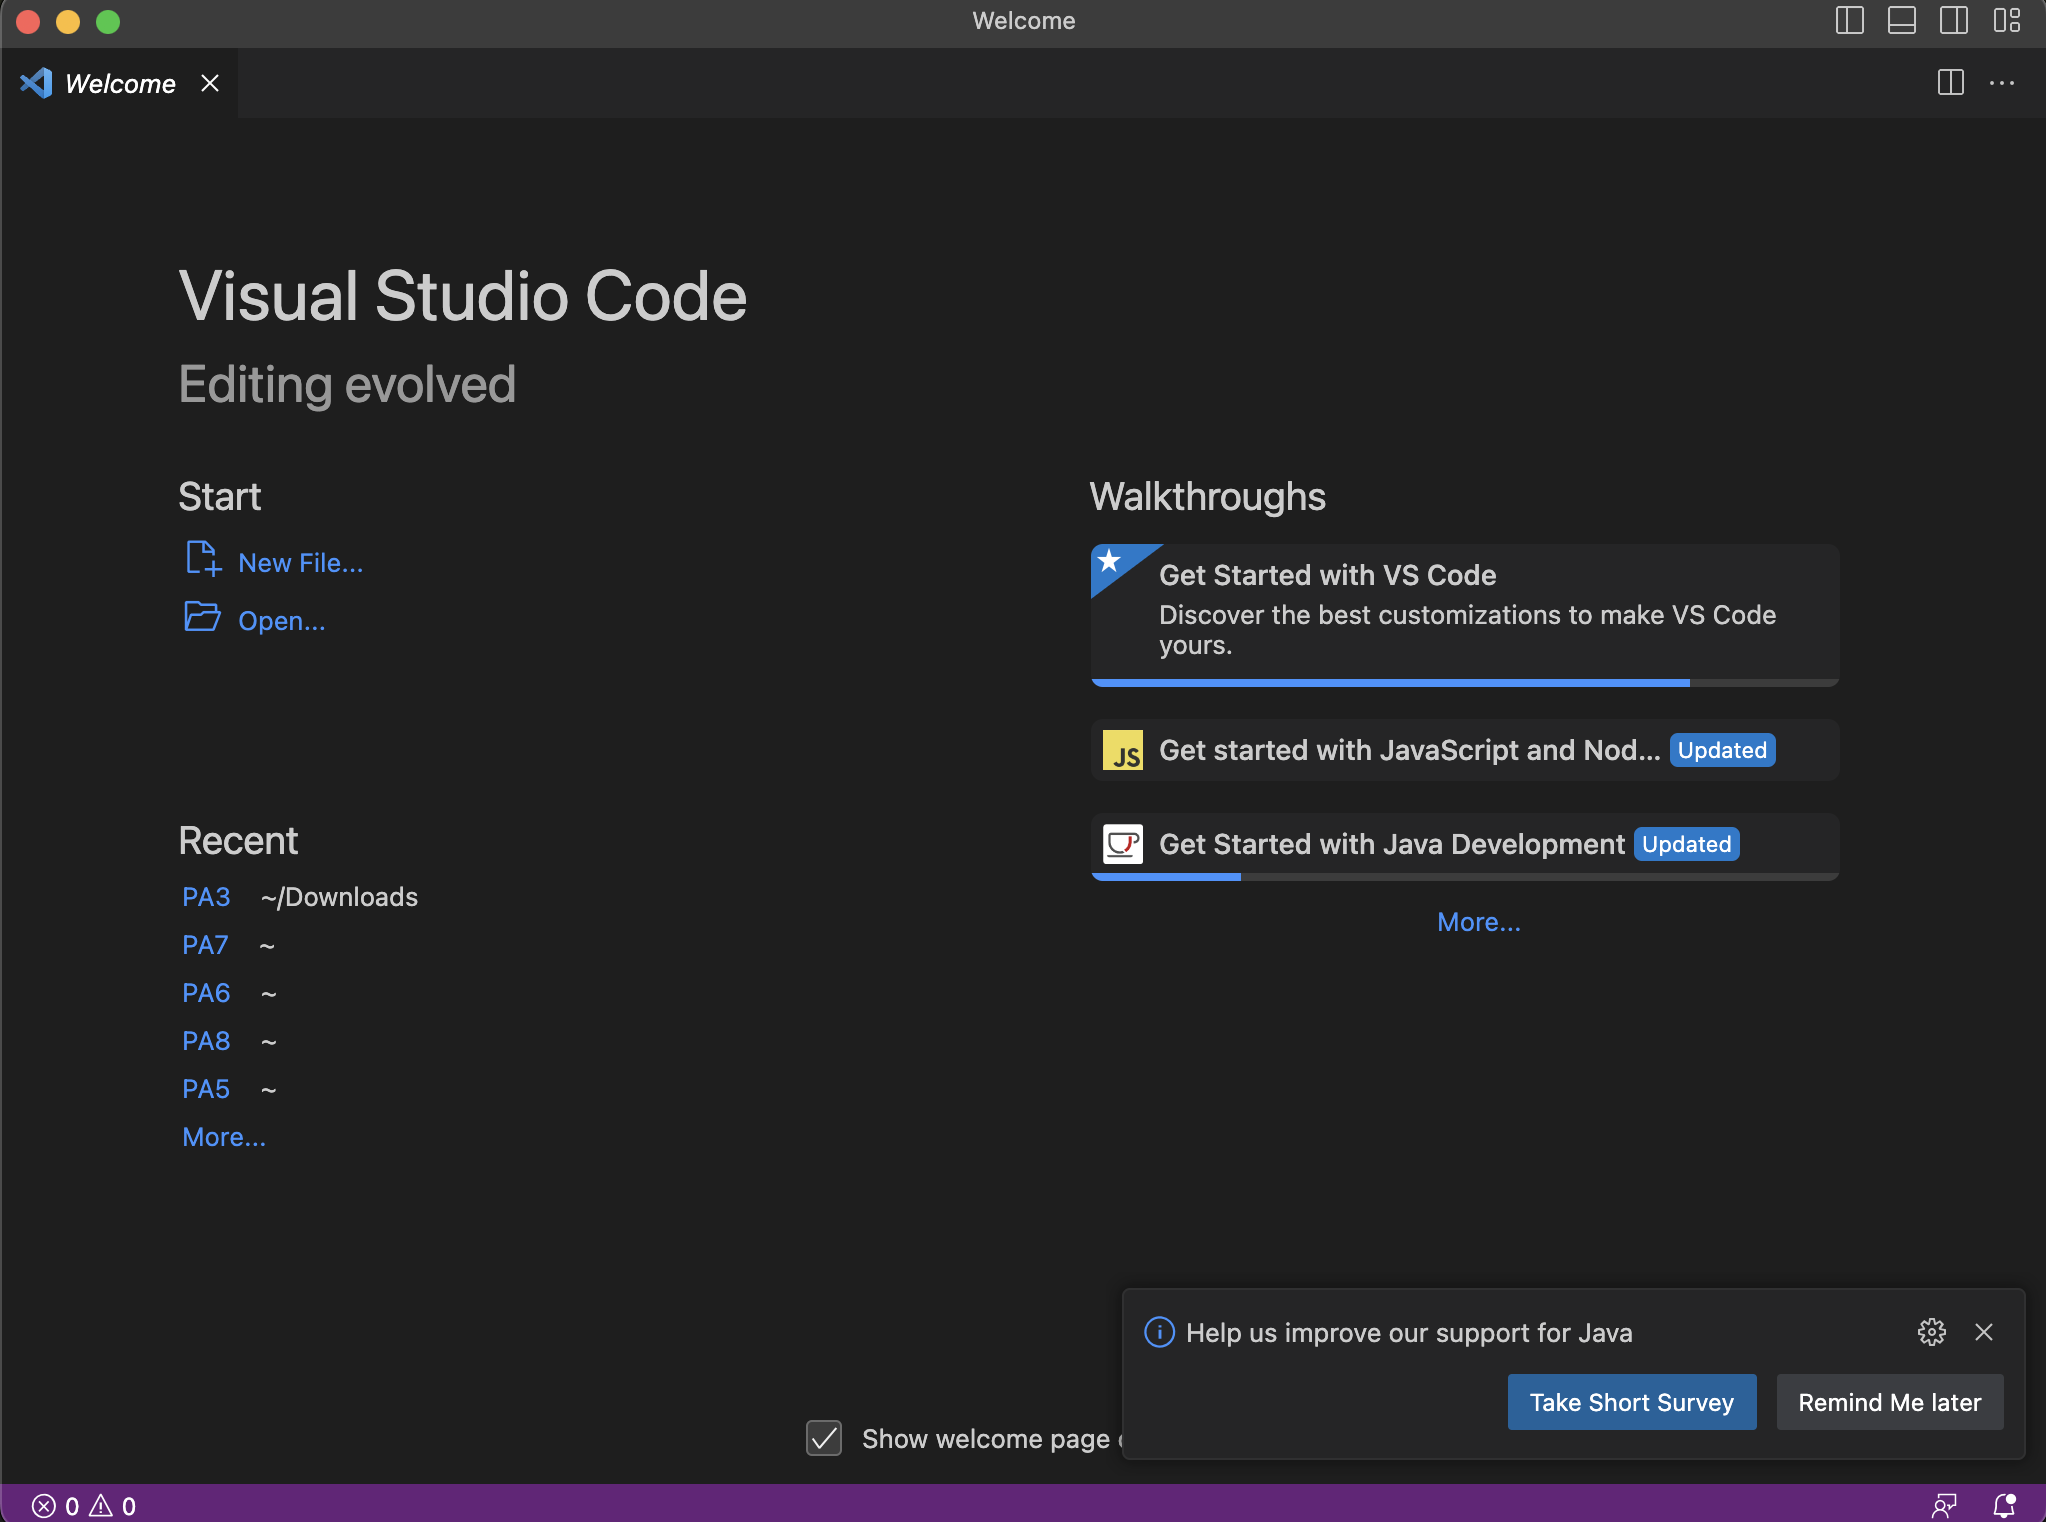 Welcome
Welcome
Visual Studio Code
Editing evolved
Start
New File...
Open...
Recent
PA3 ~/Downloads
PA7 ~
PA6 ~
PA8 ~
PA5 ~
More...
Walkthroughs
Get Started with VS Code
Discover the best customizations to make VS Code
yours.
JS Get started with JavaScript and Nod... Updated
Get Started with Java Development Updated
More...
Help us improve our support for Java
Take Short Survey Remind Me later
Show welcome page
0 0